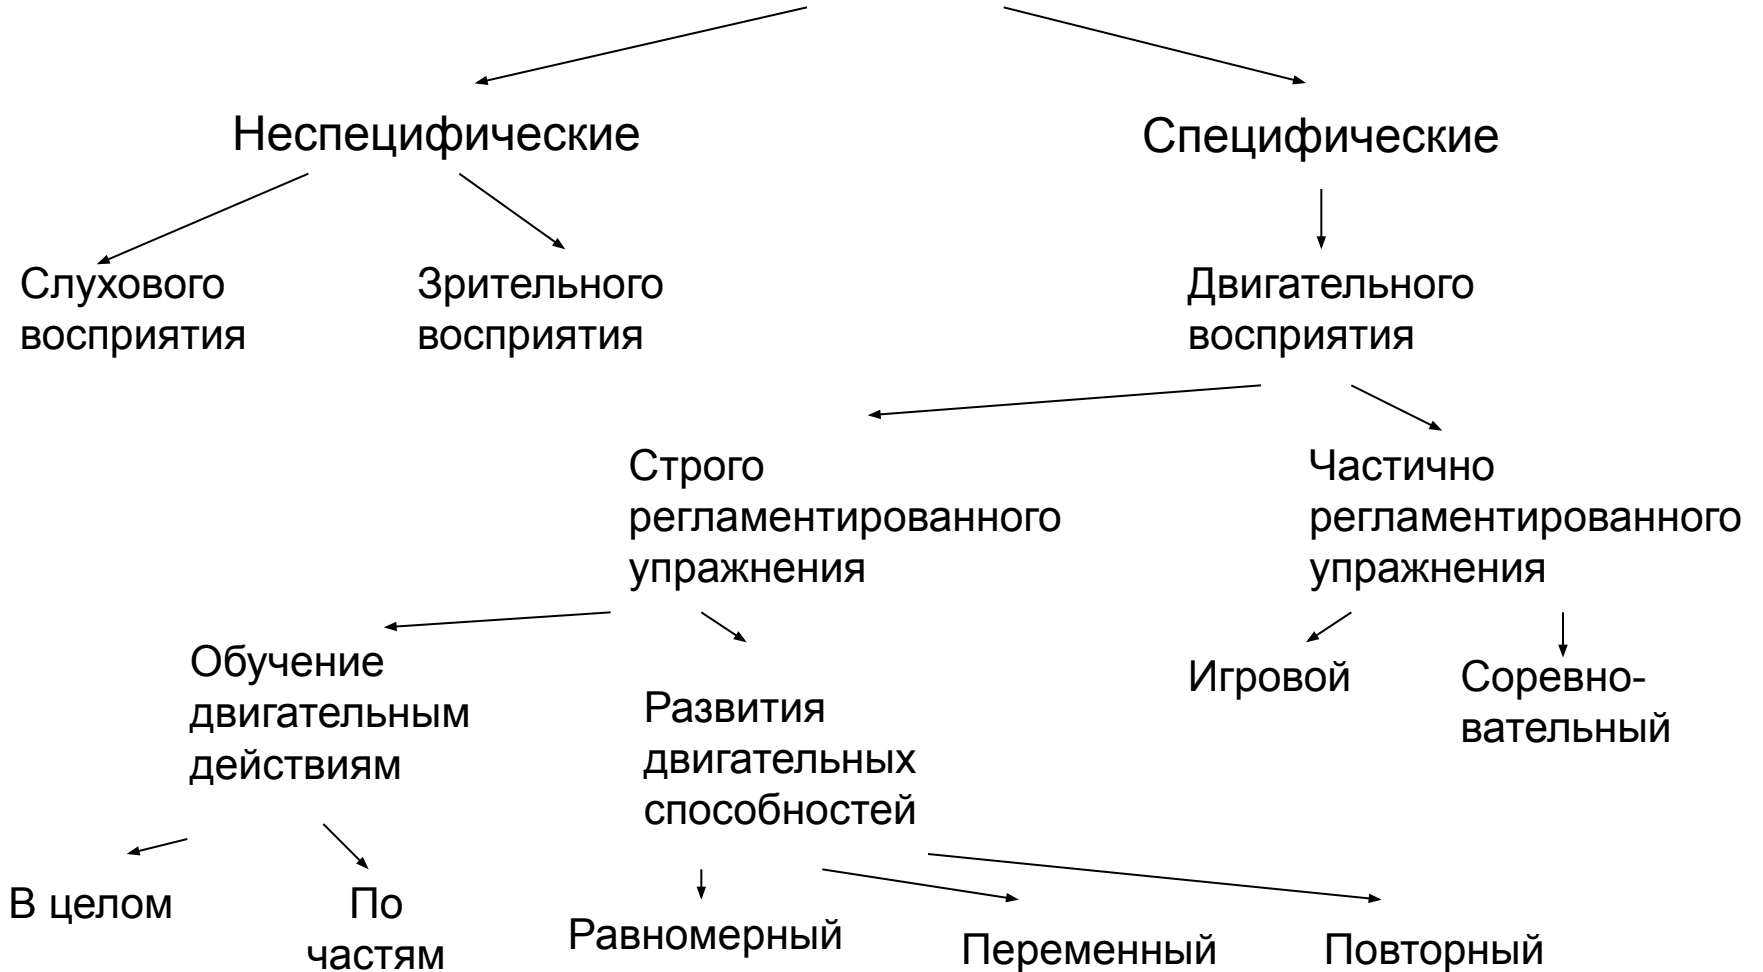 Неспецифические
Специфические
Слухового
восприятия
Зрительного
восприятия
Двигательного
восприятия
Строго
регламентированного
упражнения
Частично
регламентированного
упражнения
Обучение
двигательным
действиям
Развития
двигательных
способностей
Игровой
Соревно-
вательный
В целом
По
частям
Равномерный
Переменный
Повторный